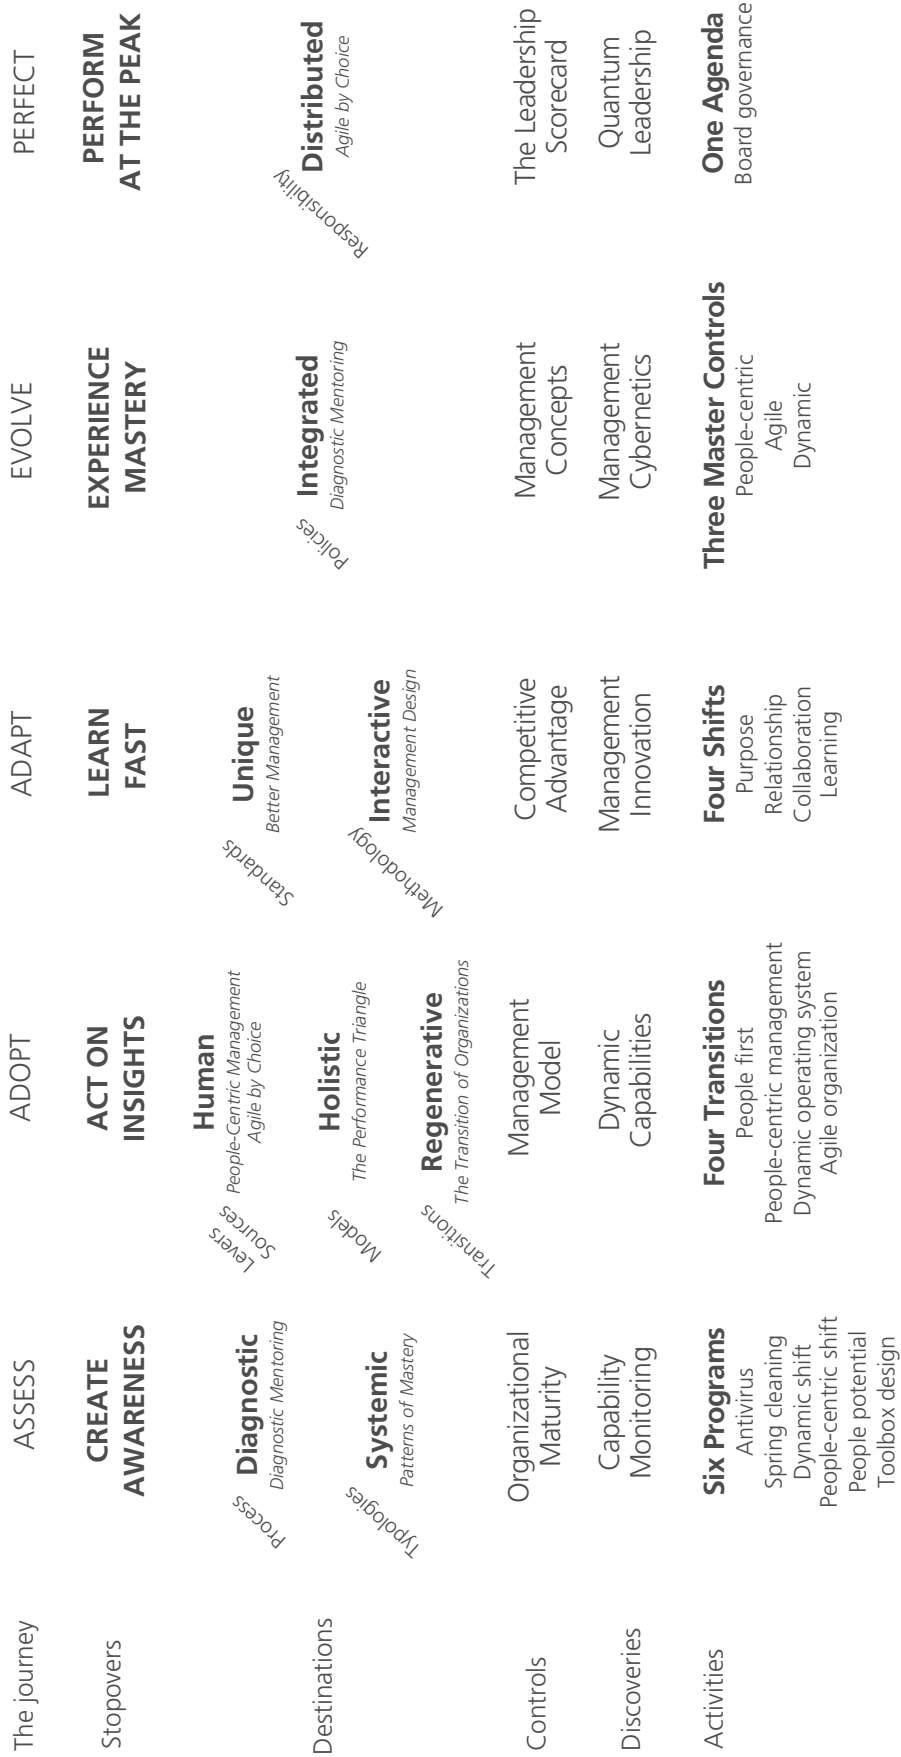 The journey
ASSESS
ADOPT
ADAPT
EVOLVE
PERFECT
Stopovers
CREATE
AWARENESS
ACT ON
INSIGHTS
LEARN
FAST
EXPERIENCE
MASTERY
PERFORM
AT THE PEAK
Destinations
Process
Diagnostic
Diagnostic Mentoring
Typologies
Systemic
Patterns of Mastery
Levers
Sources
Human
People-Centric Management
Agile by Choice
Models
Holistic
The Performance Triangle
Transitions
Regenerative
The Transition of Organizations
Standards
Unique
Better Management
Methodology
Interactive
Management Design
Policies
Integrated
Diagnostic Mentoring
Responsibility
Distributed
Agile by Choice
Controls
Organizational
Maturity
Management
Model
Competitive
Advantage
Management
Concepts
The Leadership
Scorecard
Discoveries
Capability
Monitoring
Dynamic
Capabilities
Management
Innovation
Management
Cybernetics
Quantum
Leadership
Activities
Six Programs
Antivirus
Spring cleaning
Dynamic shift
People-centric shift
People potential
Toolbox design
Four Transitions
People first
People-centric management
Dynamic operating system
Agile organization
Four Shifts
Purpose
Relationship
Collaboration
Learning
Three Master Controls
People-centric
Agile
Dynamic
One Agenda
Board governance